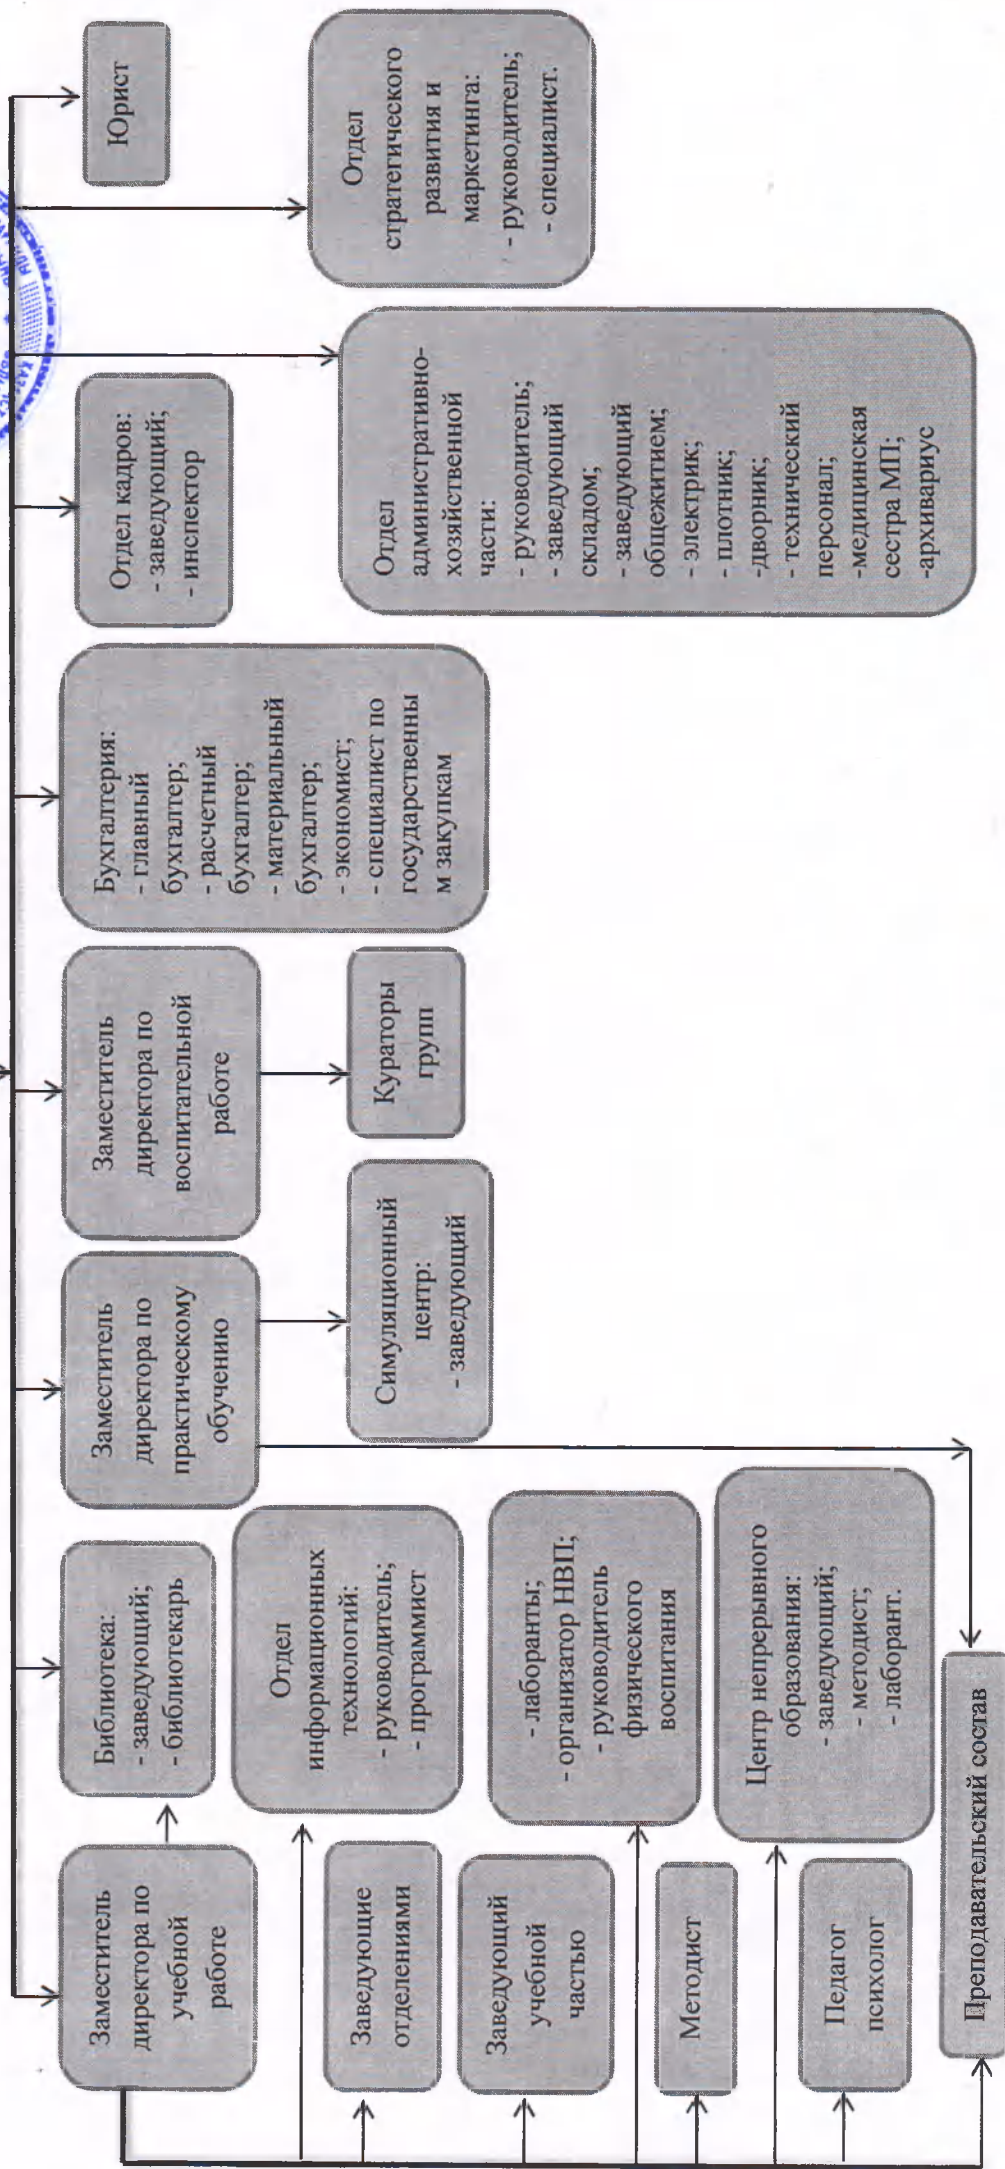 Заместитель
директора по
учебной
работе
Библиотека:
- заведующий;
- библиотекарь
Заместитель
директора по
практическому
обучению
Заместитель
директора по
воспитательной
работе
Бухгалтерия:
- главный
бухгалтер;
- расчетный
бухгалтер;
- материальный
бухгалтер;
- экономист;
- специалист по
государственны
м закупкам
Отдел кадров:
- заведующий;
- инспектор
Юрист
Отдел
информационных
технологий:
- руководитель;
- программист
Заведующие
отделениями
Заведующий
учебной
частью
- лаборанты;
- организатор НВП;
- руководитель
физического
воспитания
Методист
Центр непрерывного
образования:
- заведующий;
- методист;
- лаборант.
Педагог
психолог
Преподавательский состав
Симуляционный
центр:
- заведующий
Кураторы
групп
Отдел
административно-
хозяйственной
части:
- руководитель;
- заведующий
складом;
- заведующий
общежитием;
- электрик;
- плотник;
-дворник;
- технический
персонал;
-медицинская
сестра МП;
-архивариус
Отдел
стратегического
развития и
маркетинга:
- руководитель;
- специалист.